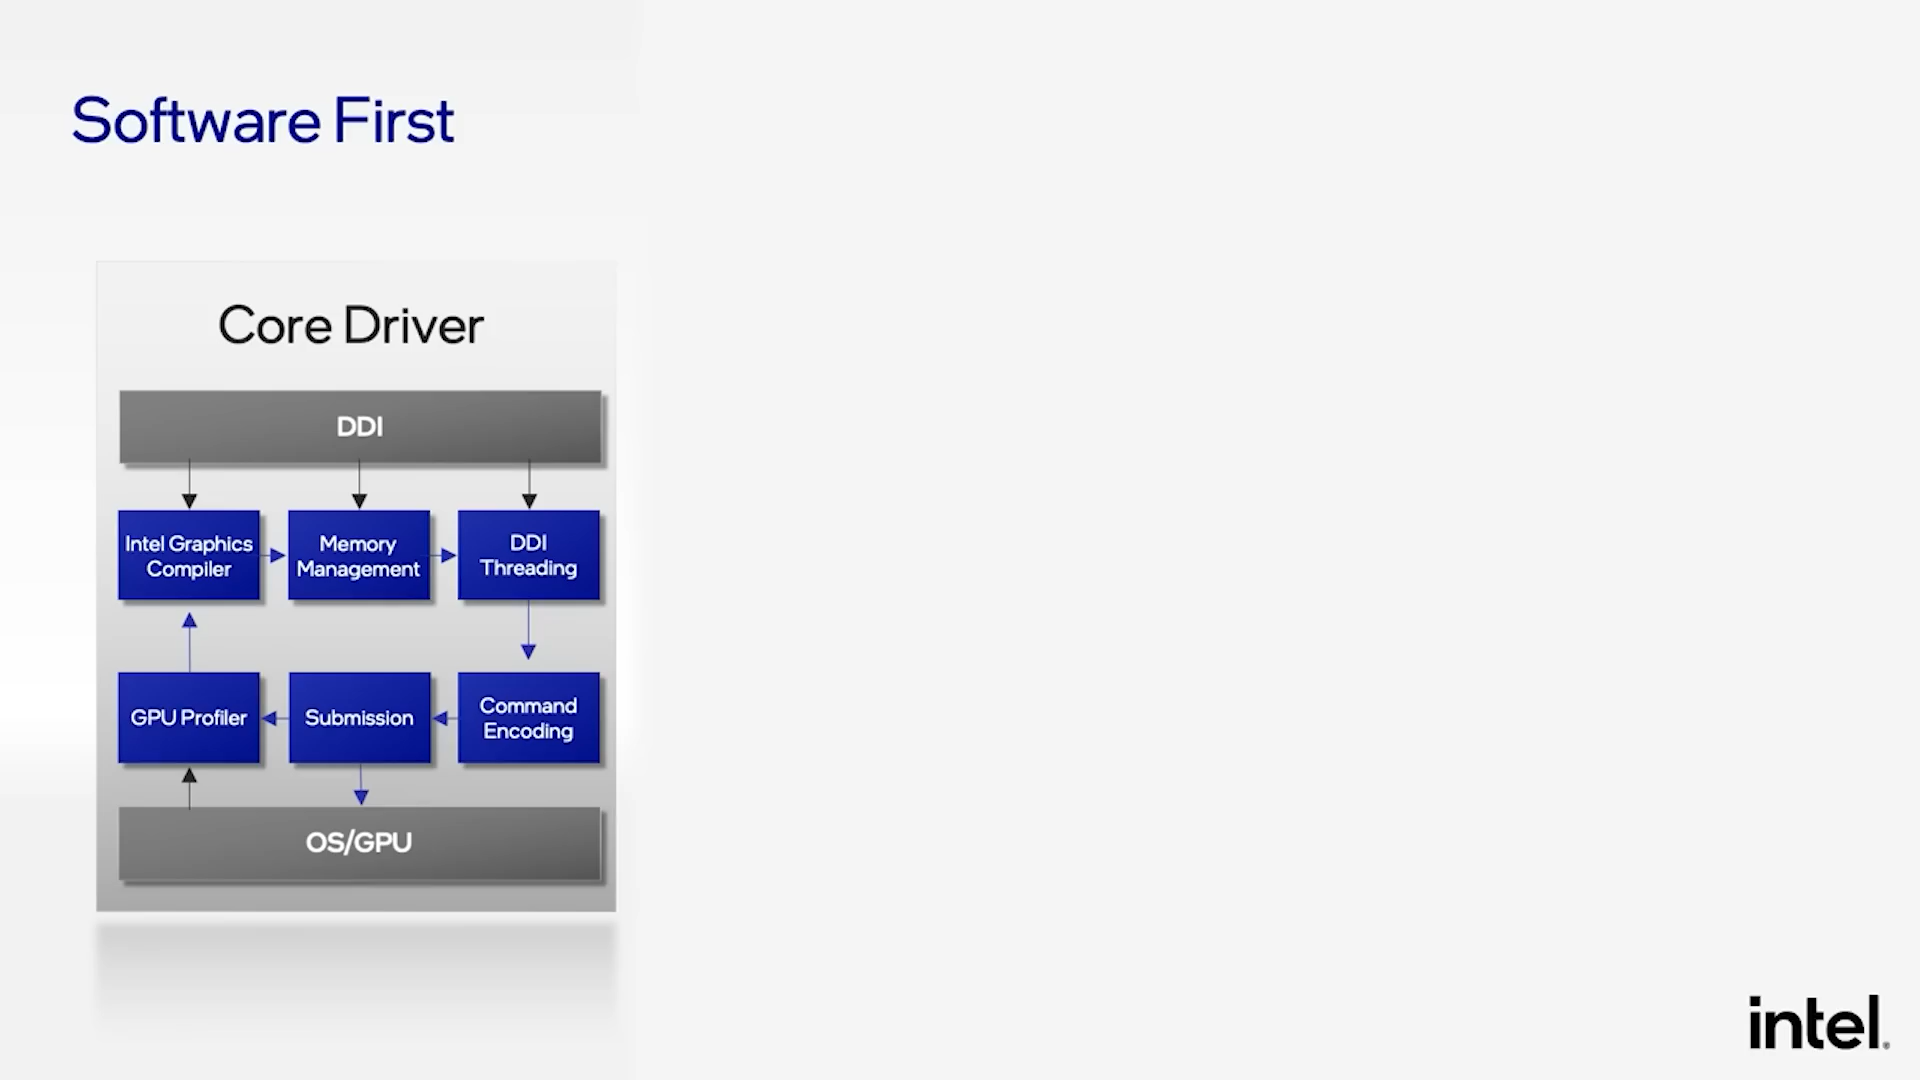 Software First
Core Driver
DDI
Intel Graphics
Compiler
Memory
Management
DDI
Threading
GPU Profiler
Submission
Command
Encoding
OS/GPU
intel